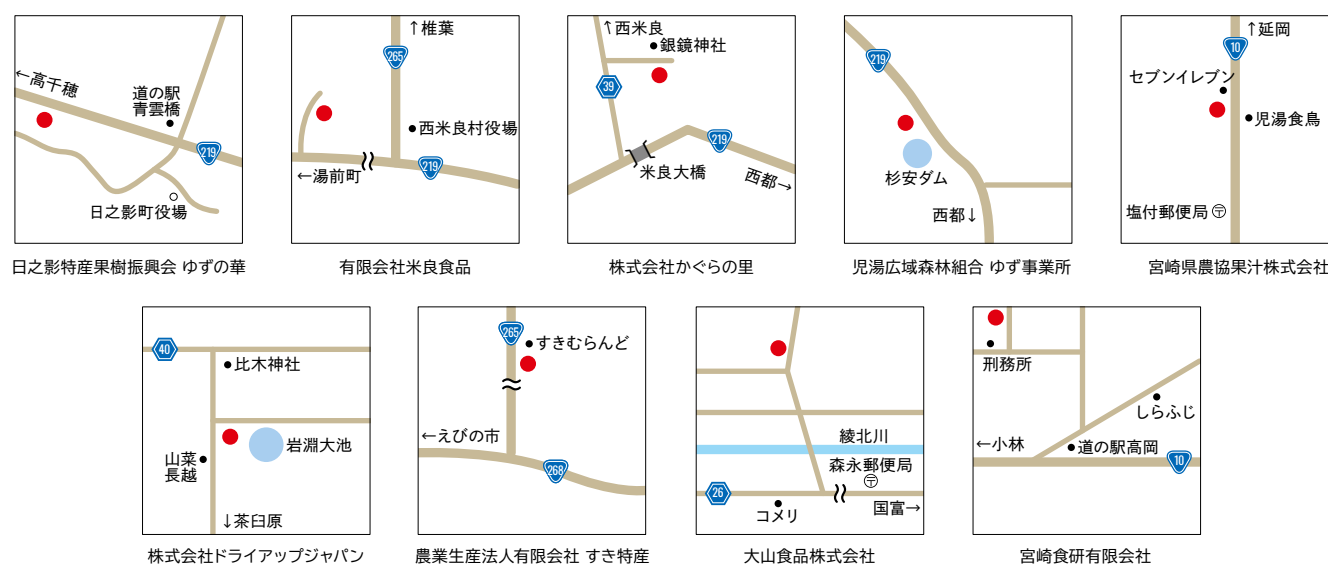 ←高千穂
道の駅
青雲橋
219
日之影町役場
日之影特産果樹振興会 ゆずの華
↑椎葉
265
西米良村役場
←湯前町
219
有限会社米良食品
↑西米良
銀鏡神社
39
219
米良大橋
西都→
株式会社かぐらの里
219
杉安ダム
西都↓
児湯広域森林組合 ゆず事業所
↑延岡
10
セブンイレブン
児湯食鳥
塩付郵便局〶
宮崎県農協果汁株式会社
40
比木神社
岩淵大池
山菜
長越
↓茶臼原
株式会社ドライアップジャパン
265
すきむらんど
←えびの市
268
農業生産法人有限会社 すき特産
綾北川
森永郵便局
〶
26
コメリ
国富→
大山食品株式会社
刑務所
しらふじ
←小林
道の駅高岡
10
宮崎食研有限会社